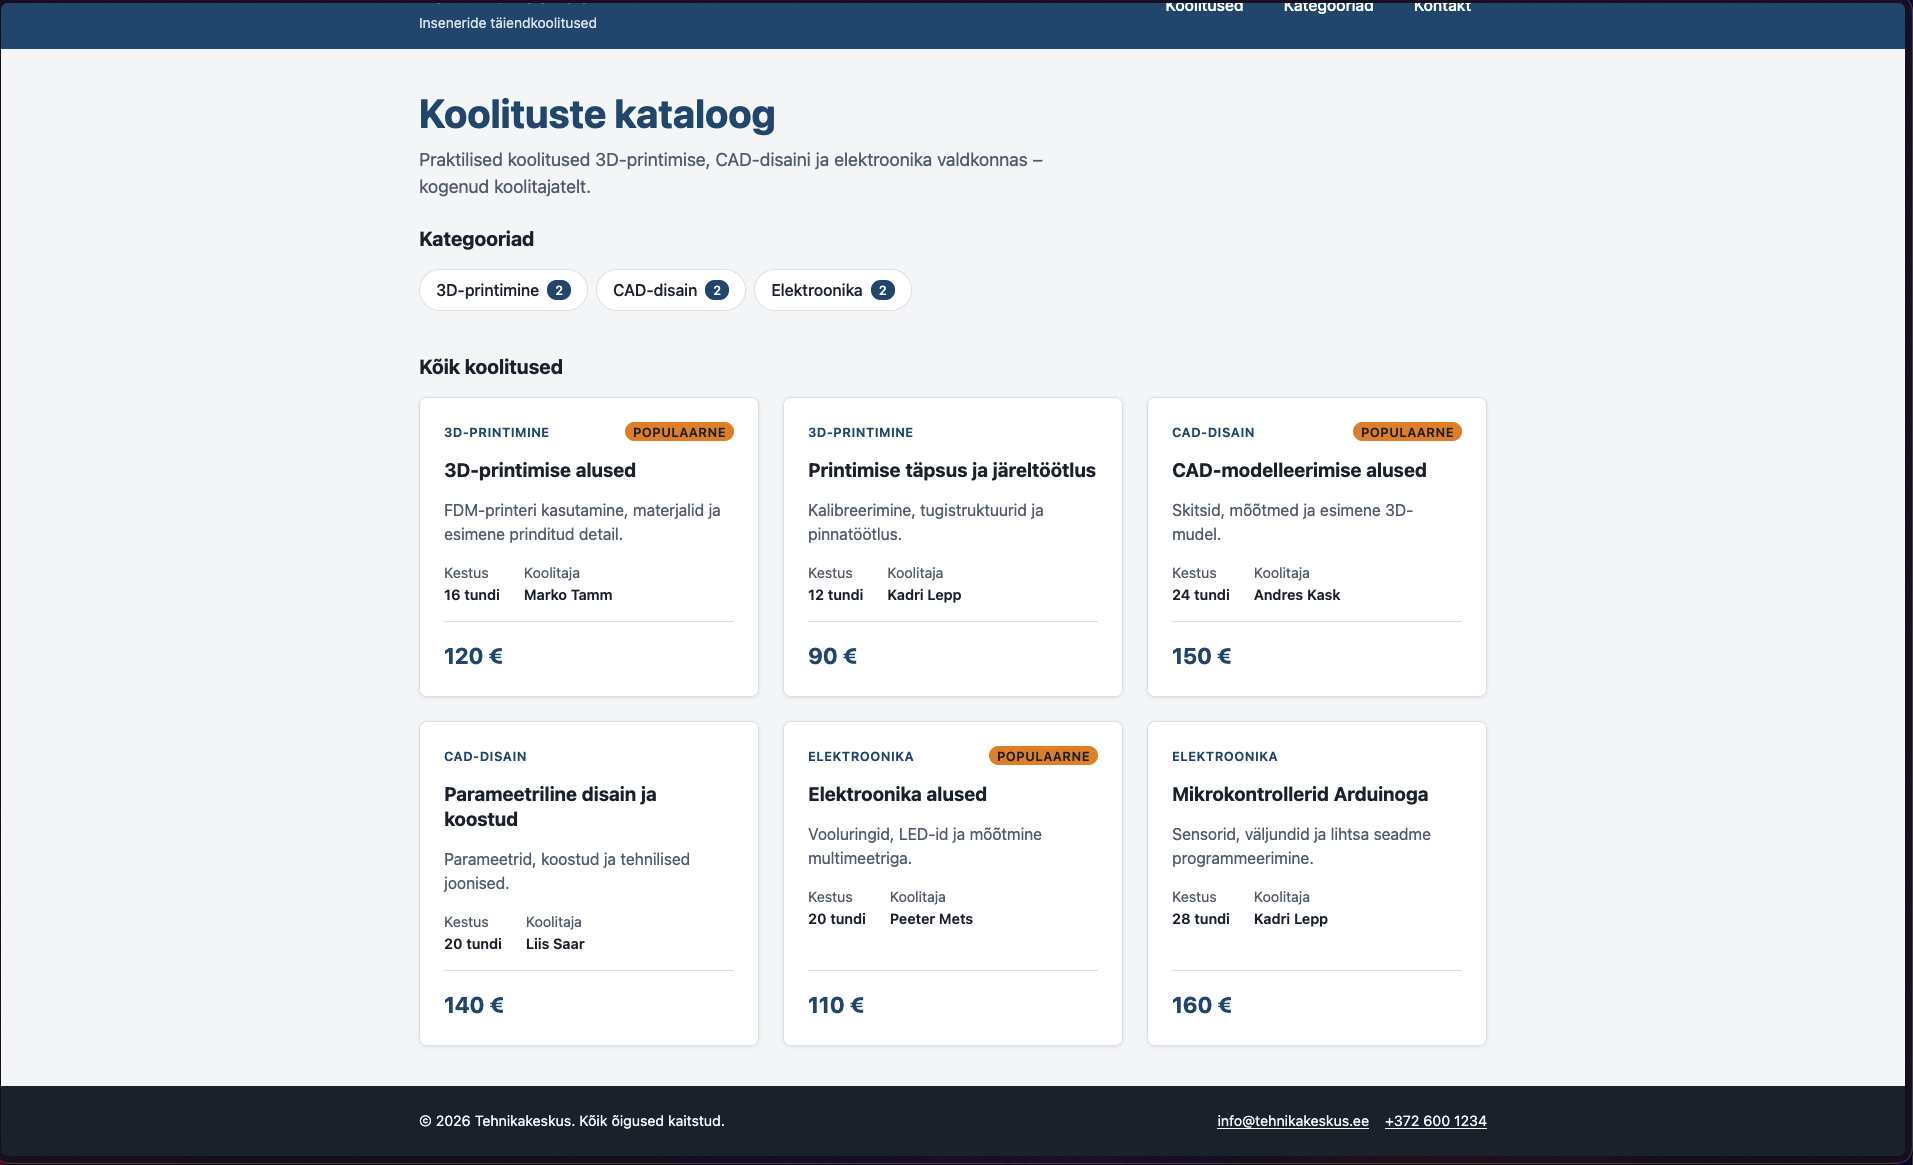 Koolitused Kategooriad Kontakt
Inseneride täiendkoolitused
Koolituste kataloog
Praktilised koolitused 3D-printimise, CAD-disaini ja elektroonika valdkonnas –
kogenud koolitajatelt.
Kategooriad
3D-printimine 2 CAD-disain 2 Elektroonika 2
Kõik koolitused
3D-PRINTIMINE POPULAARNE
3D-printimise alused
FDM-printeri kasutamine, materjalid ja
esimene prinditud detail.
Kestus Koolitaja
16 tundi Marko Tamm
120 €
3D-PRINTIMINE
Printimise täpsus ja järeltöötlus
Kalibreerimine, tugistruktuurid ja
pinnatöötlus.
Kestus Koolitaja
12 tundi Kadri Lepp
90 €
CAD-DISAIN POPULAARNE
CAD-modelleerimise alused
Skitsid, mõõtmed ja esimene 3D-
mudel.
Kestus Koolitaja
24 tundi Andres Kask
150 €
CAD-DISAIN
Parameetriline disain ja
koostud
Parameetrid, koostud ja tehnilised
joonised.
Kestus Koolitaja
20 tundi Liis Saar
140 €
ELEKTROONIKA POPULAARNE
Elektroonika alused
Vooluringid, LED-id ja mõõtmine
multimeetriga.
Kestus Koolitaja
20 tundi Peeter Mets
110 €
ELEKTROONIKA
Mikrokontrollerid Arduinoga
Sensorid, väljundid ja lihtsa seadme
programmeerimine.
Kestus Koolitaja
28 tundi Kadri Lepp
160 €
© 2026 Tehnikakeskus. Kõik õigused kaitstud.
info@tehnikakeskus.ee +372 600 1234